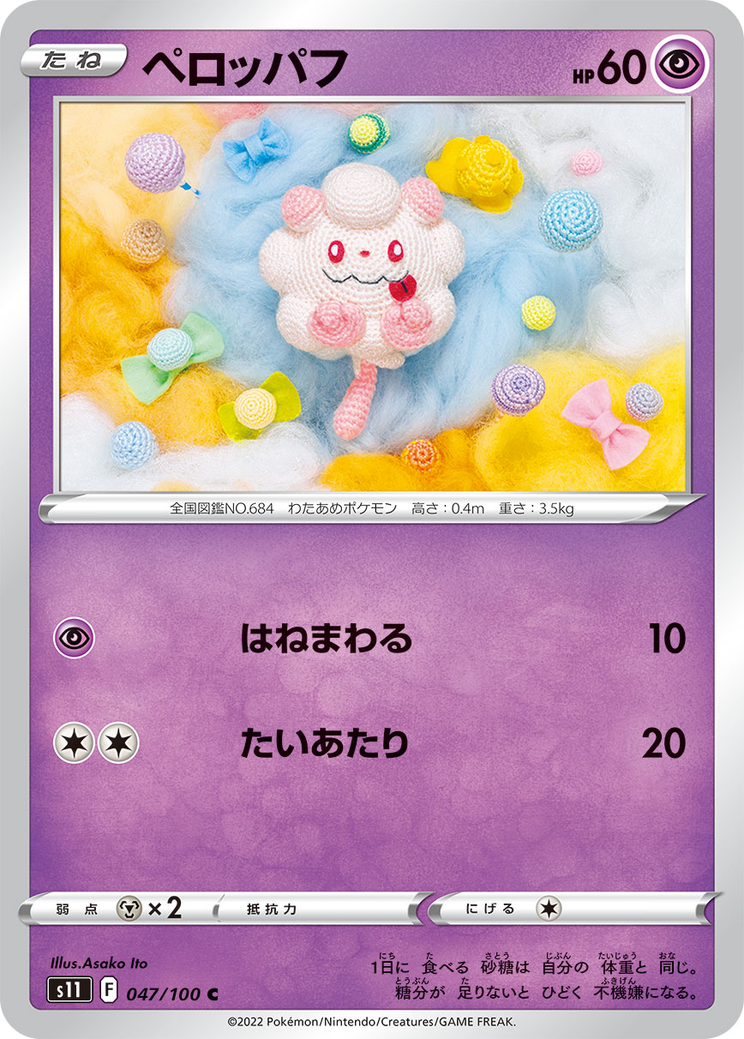 たね ペロッパフ HP60
全国図鑑NO.684 わたあめポケモン 高さ:0.4m 重さ:3.5kg
はねまわる 10
たいあたり 20
弱点 ×2 抵抗力 にげる
Illus.Asako Ito
1日に 食べる 砂糖は 自分の 体重と 同じ。
糖分が 足りないと ひどく 不機嫌になる。
s11 F 047/100 C
©2022 Pokémon/Nintendo/Creatures/GAME FREAK.